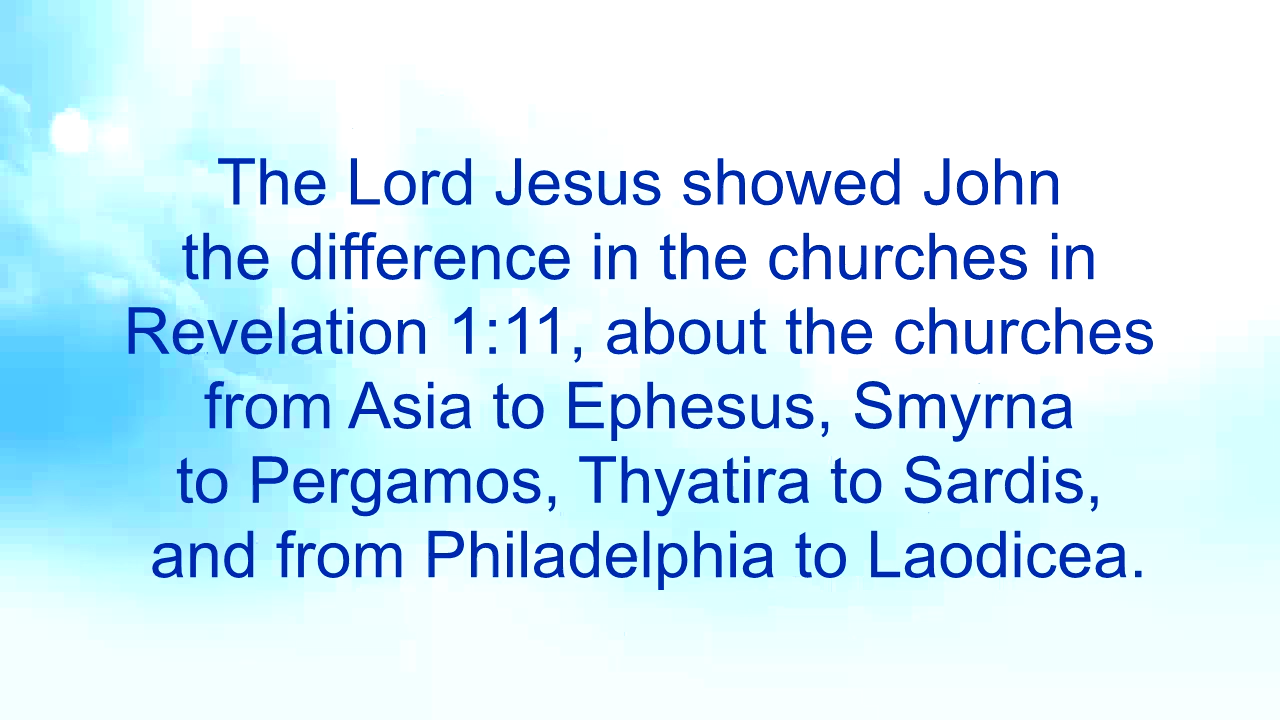 The Lord Jesus showed John
the difference in the churches in
Revelation 1:11, about the churches
from Asia to Ephesus, Smyrna
to Pergamos, Thyatira to Sardis,
and from Philadelphia to Laodicea.